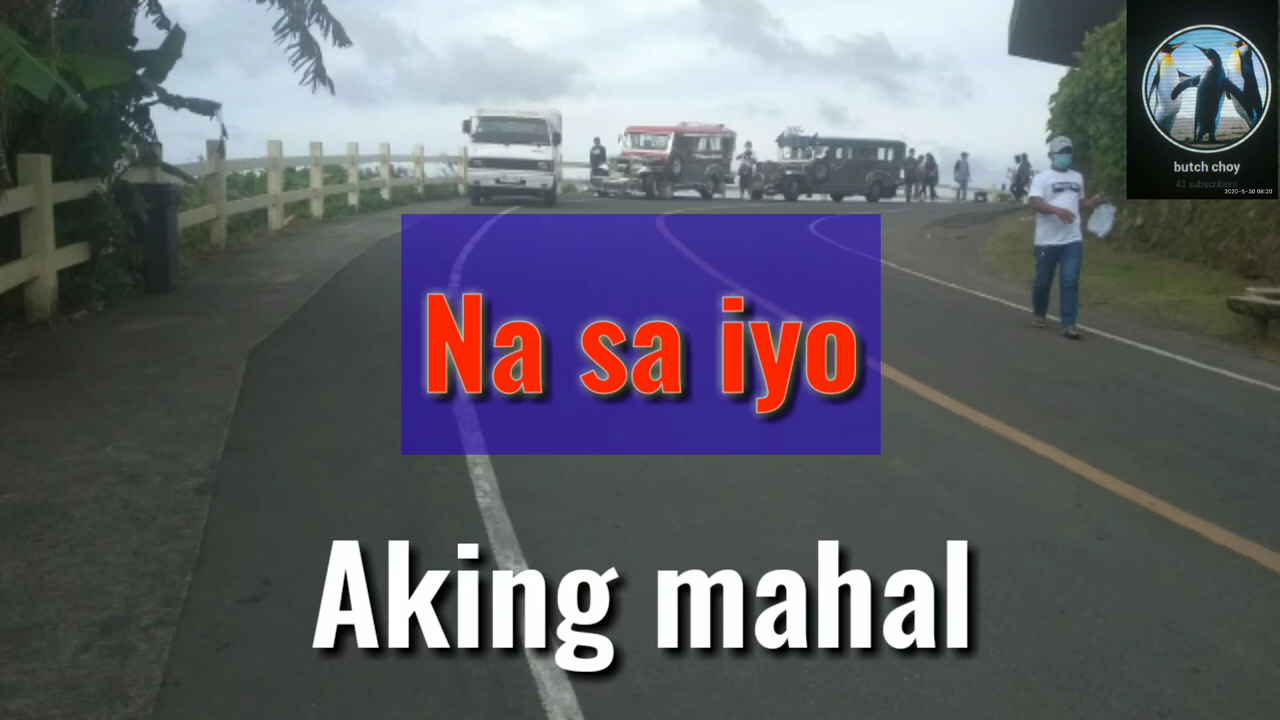 butch choy
43 subscribers
2020-5-30 08:20
Na sa iyo
Aking mahal